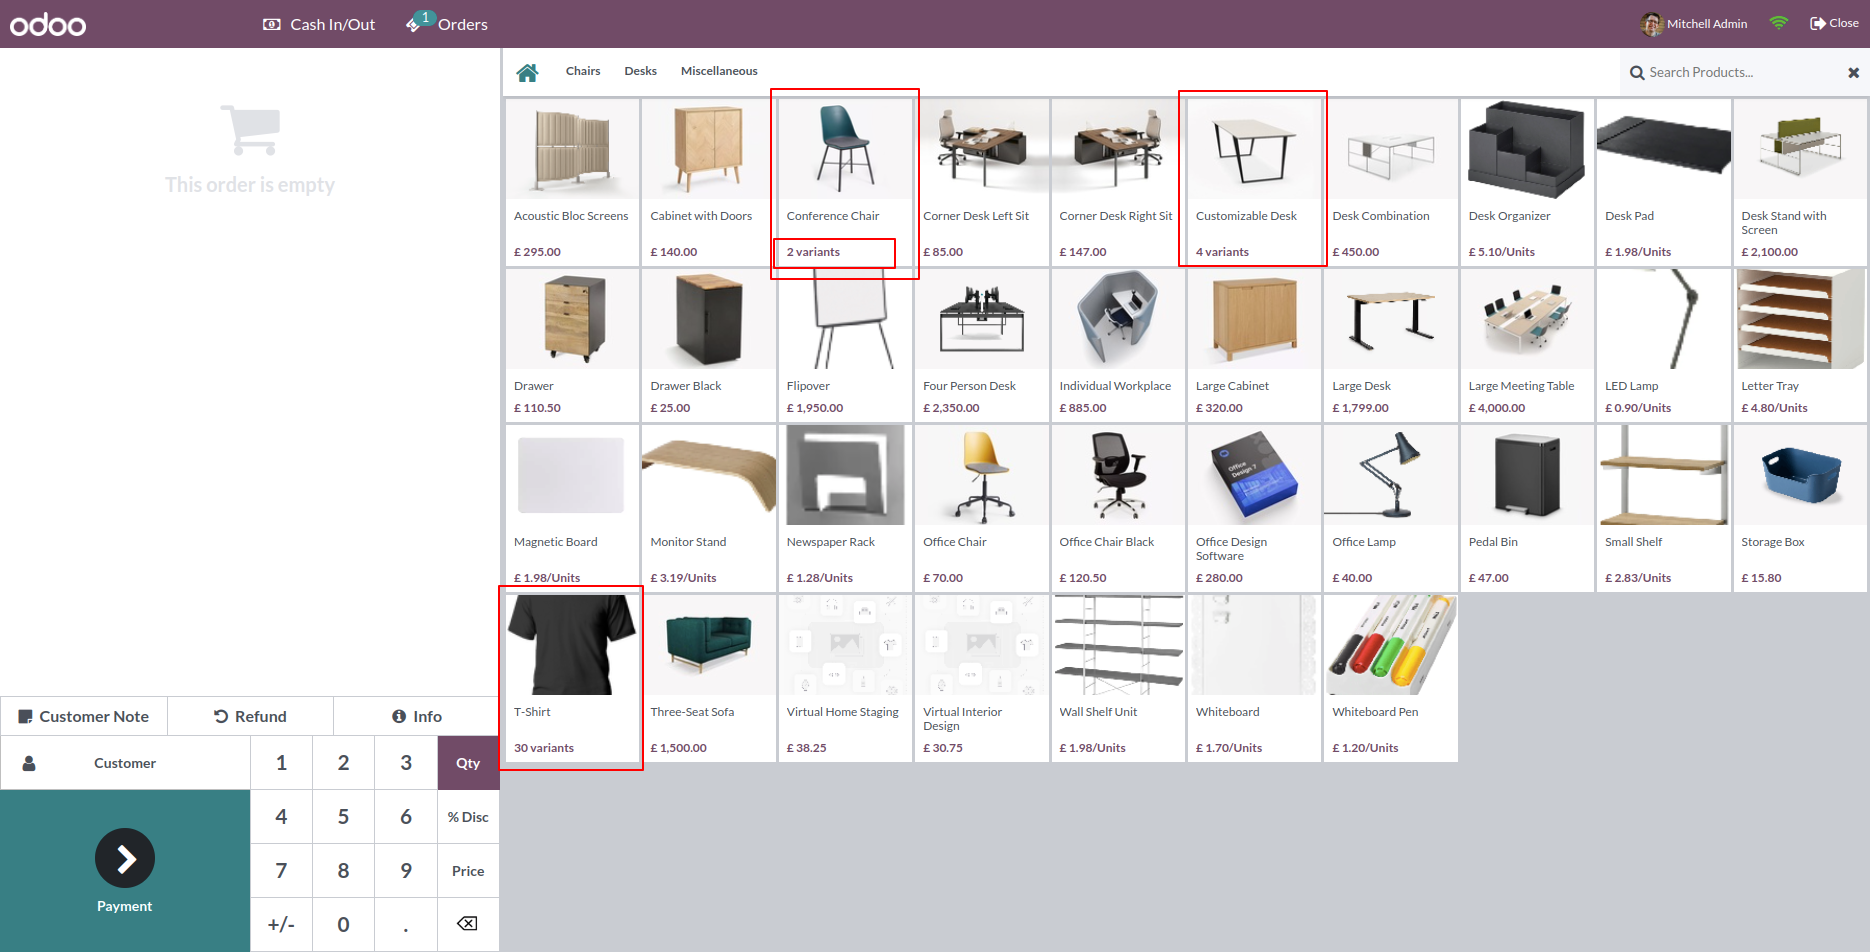 odoo
Cash In/Out
1
Orders
Mitchell Admin
Close
This order is empty
Chairs
Desks
Miscellaneous
Search Products...
Acoustic Bloc Screens
£ 295.00
Cabinet with Doors
£ 140.00
Conference Chair
2 variants
Corner Desk Left Sit
£ 85.00
Corner Desk Right Sit
£ 147.00
Customizable Desk
4 variants
Desk Combination
£ 450.00
Desk Organizer
£ 5.10/Units
Desk Pad
£ 1.98/Units
Desk Stand with
Screen
£ 2,100.00
Drawer
£ 110.50
Drawer Black
£ 25.00
Flipover
£ 1,950.00
Four Person Desk
£ 2,350.00
Individual Workplace
£ 885.00
Large Cabinet
£ 320.00
Large Desk
£ 1,799.00
Large Meeting Table
£ 4,000.00
LED Lamp
£ 0.90/Units
Letter Tray
£ 4.80/Units
Magnetic Board
£ 1.98/Units
Monitor Stand
£ 3.19/Units
Newspaper Rack
£ 1.28/Units
Office Chair
£ 70.00
Office Chair Black
£ 120.50
Office
Design 7
Office Design
Software
£ 280.00
Office Lamp
£ 40.00
Pedal Bin
£ 47.00
Small Shelf
£ 2.83/Units
Storage Box
£ 15.80
T-Shirt
30 variants
Three-Seat Sofa
£ 1,500.00
Virtual Home Staging
£ 38.25
Virtual Interior
Design
£ 30.75
Wall Shelf Unit
£ 1.98/Units
Whiteboard
£ 1.70/Units
Whiteboard Pen
£ 1.20/Units
Customer Note
Refund
Info
Customer
1
2
3
Qty
4
5
6
% Disc
7
8
9
Price
Payment
+/-
0
.